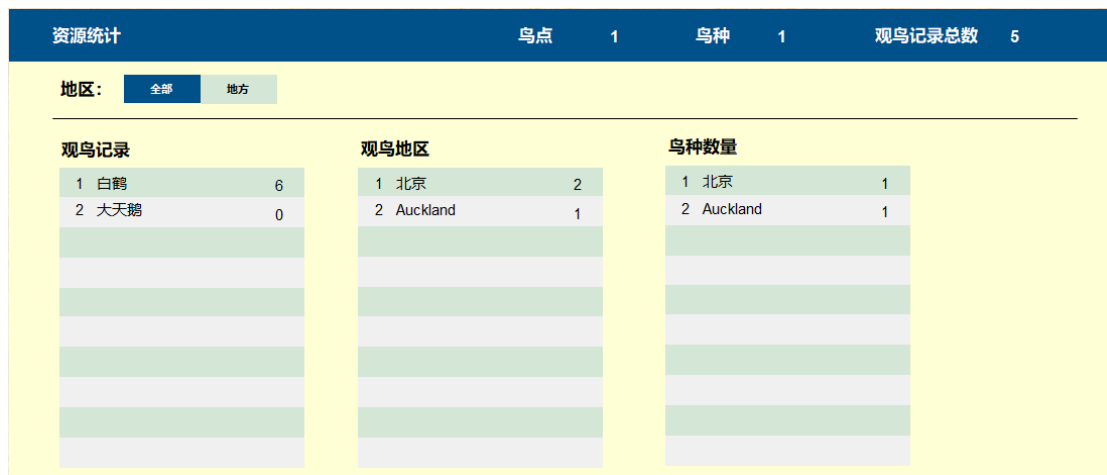 资源统计 鸟点 1 鸟种 1 观鸟记录总数 5
地区： 全部 地方
观鸟记录 观鸟地区 鸟种数量
1 白鹤 6 1 北京 2 1 北京 1
2 大天鹅 0 2 Auckland 1 2 Auckland 1